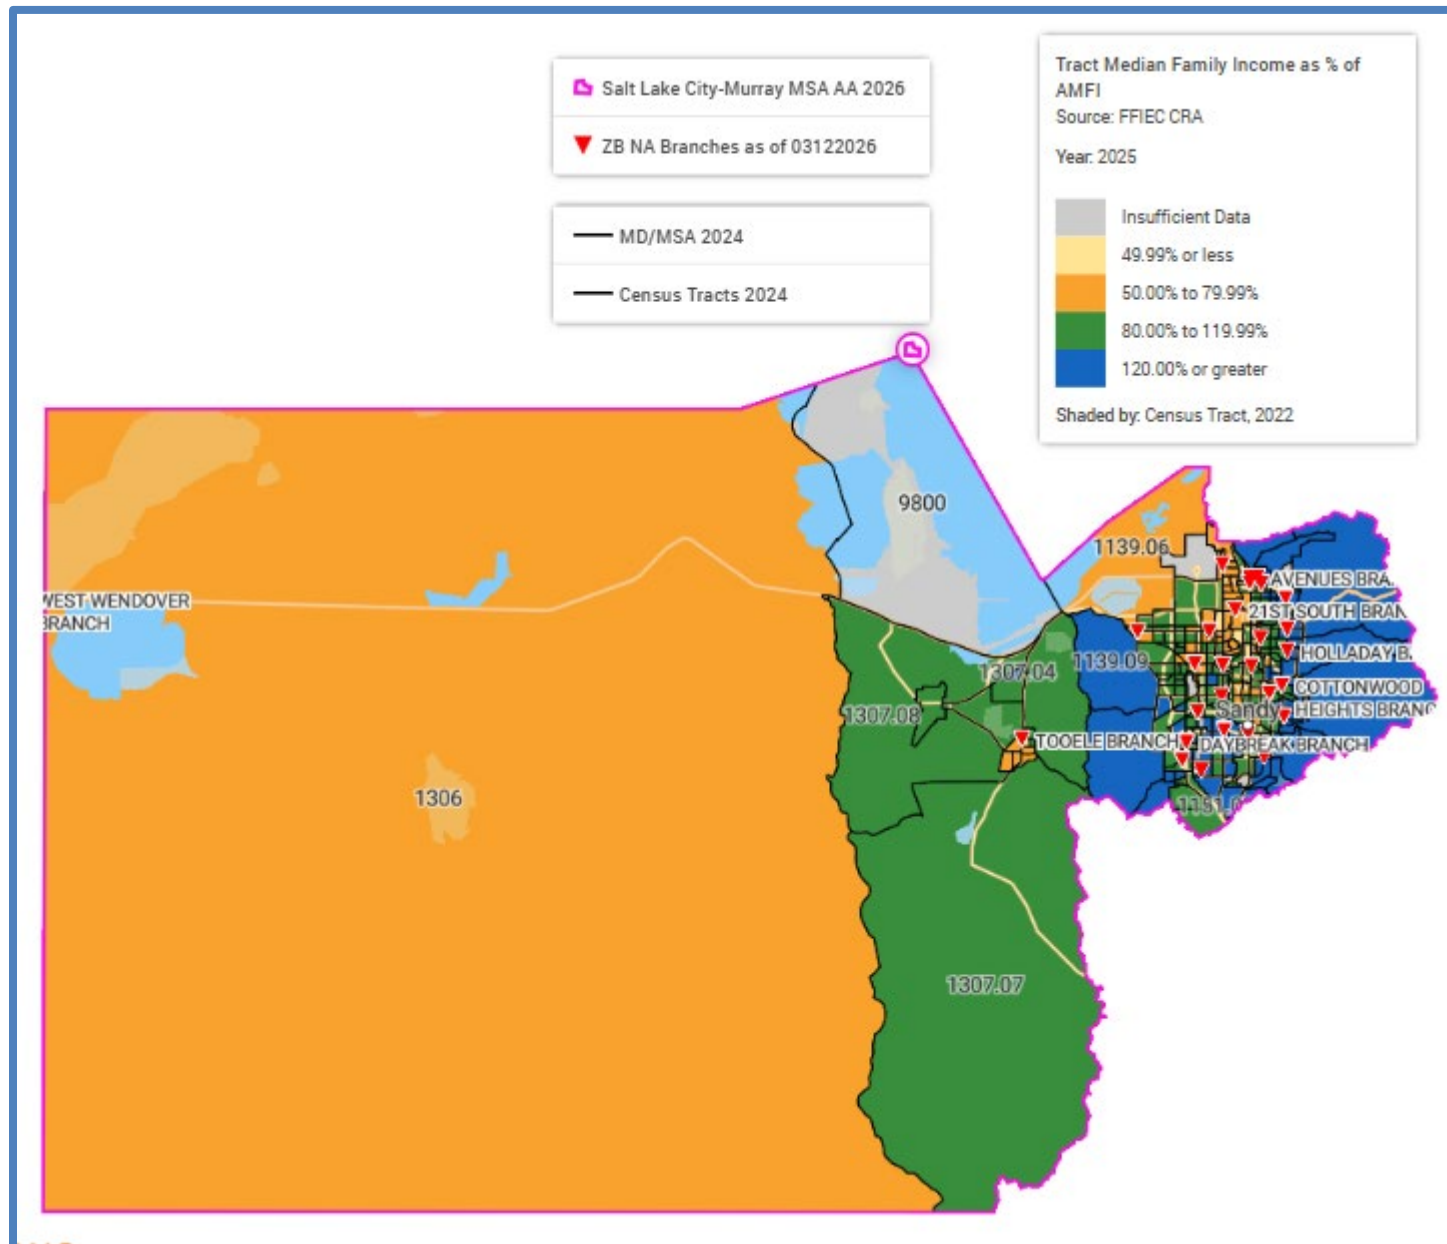 Salt Lake City-Murray MSA AA 2026
ZB NA Branches as of 03122026
MD/MSA 2024
Census Tracts 2024
Tract Median Family Income as % of
AMFI
Source: FFIEC CRA
Year: 2025
Insufficient Data
49.99% or less
50.00% to 79.99%
80.00% to 119.99%
120.00% or greater
Shaded by: Census Tract, 2022
9800
1139.06
AVENUES BRA.
WEST WENDOVER
BRANCH
21ST SOUTH BRAN
HOLLADAY B.
1307.04
1139.09
COTTONWOOD
HEIGHTS BRANC
1307.08
Sandy
TOOELE BRANCH
DAYBREAK BRANCH
1306
1307.07